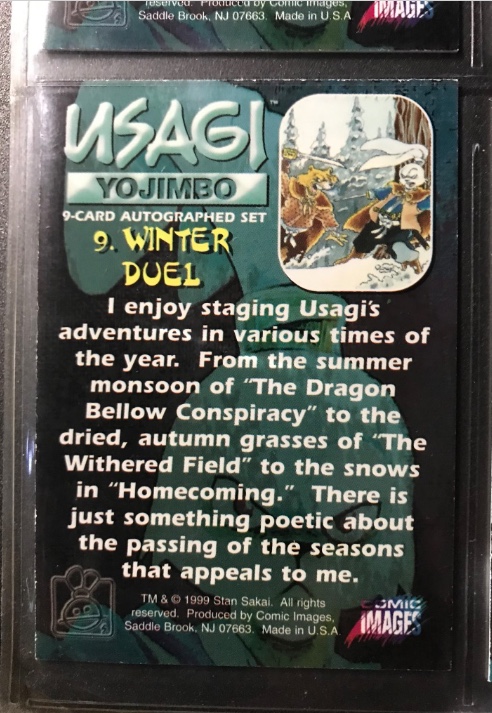 reserved. Produced by Comic Images,
Saddle Brook, NJ 07663. Made in U.S.A
IMAGES
USAGI™
YOJIMBO
9-CARD AUTOGRAPHED SET
9. WINTER
DUEL
I enjoy staging Usagi's
adventures in various times of
the year. From the summer
monsoon of "The Dragon
Bellow Conspiracy" to the
dried, autumn grasses of "The
Withered Field" to the snows
in "Homecoming." There is
just something poetic about
the passing of the seasons
that appeals to me.
TM & © 1999 Stan Sakai. All rights
reserved. Produced by Comic Images,
Saddle Brook, NJ 07663. Made in U.S.A.
COMIC
IMAGES